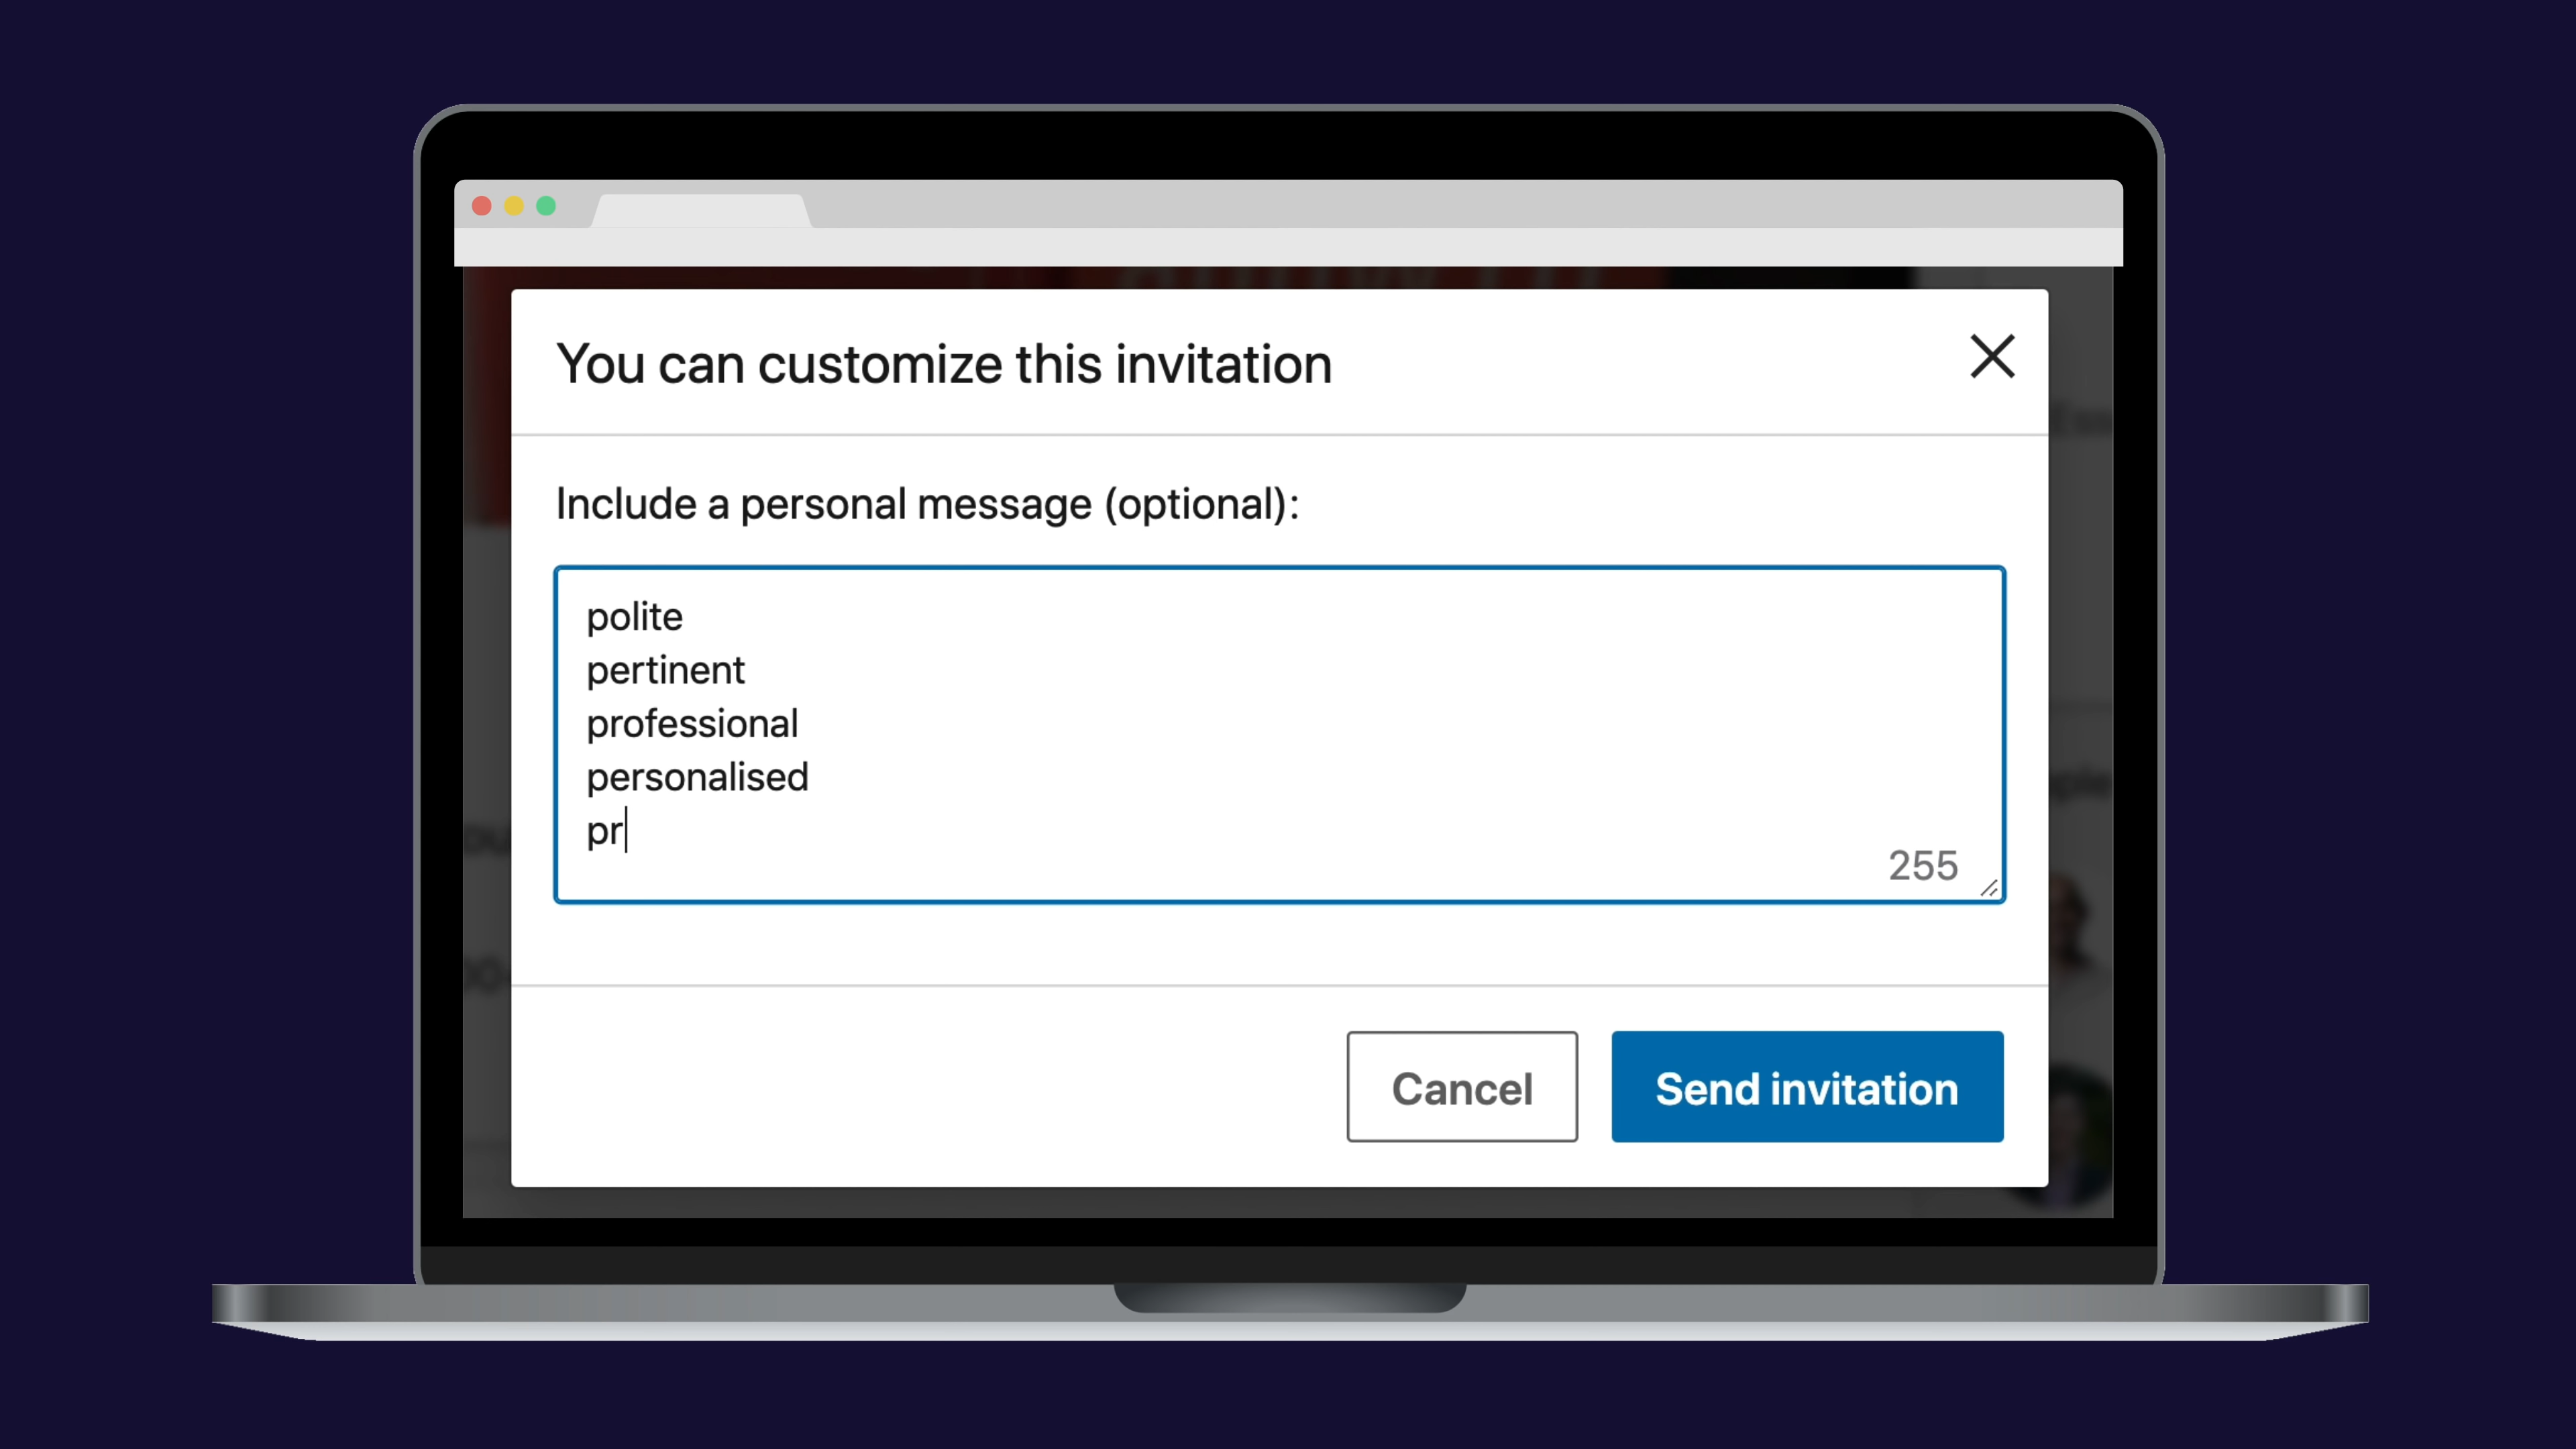 You can customize this invitation
Include a personal message (optional):
polite
pertinent
professional
personalised
pr
255
Cancel
Send invitation